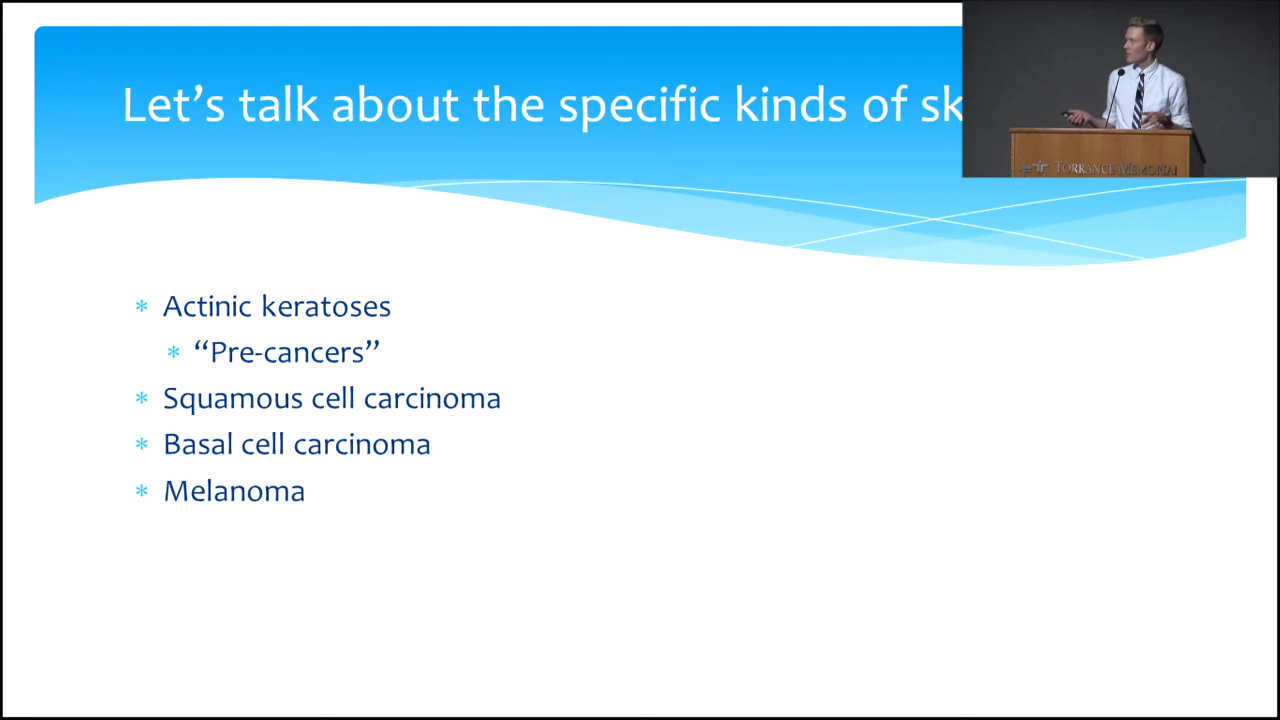 Let’s talk about the specific kinds of sk
Torrance Memorial
* Actinic keratoses
* “Pre-cancers”
* Squamous cell carcinoma
* Basal cell carcinoma
* Melanoma